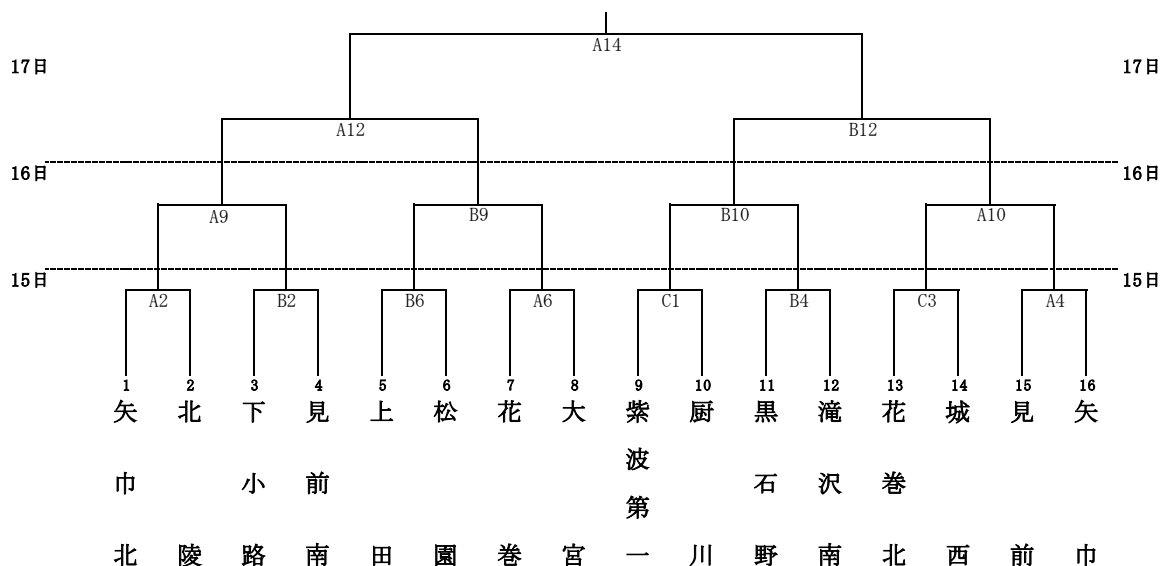 A14
17日
17日
A12
B12
16日
16日
A9
B9
B10
A10
15日
15日
A2
B2
B6
A6
C1
B4
C3
A4
1
2
3
4
5
6
7
8
9
10
11
12
13
14
15
16
矢巾北
北陵
下小路
見前南
上田
松園
花巻
大宮
紫波第一
厨川
黒石野
滝沢南
花巻北
城西
見前
矢巾